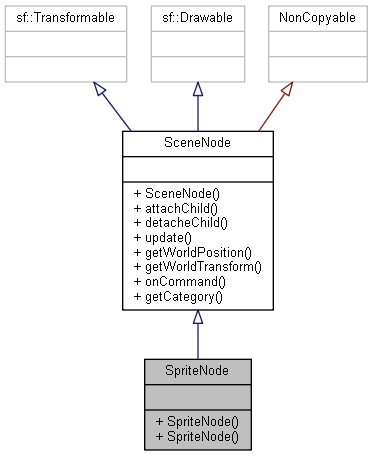 sf::Transformable
sf::Drawable
NonCopyable
SceneNode
+ SceneNode()
+ attachChild()
+ detacheChild()
+ update()
+ getWorldPosition()
+ getWorldTransform()
+ onCommand()
+ getCategory()
SpriteNode
+ SpriteNode()
+ SpriteNode()